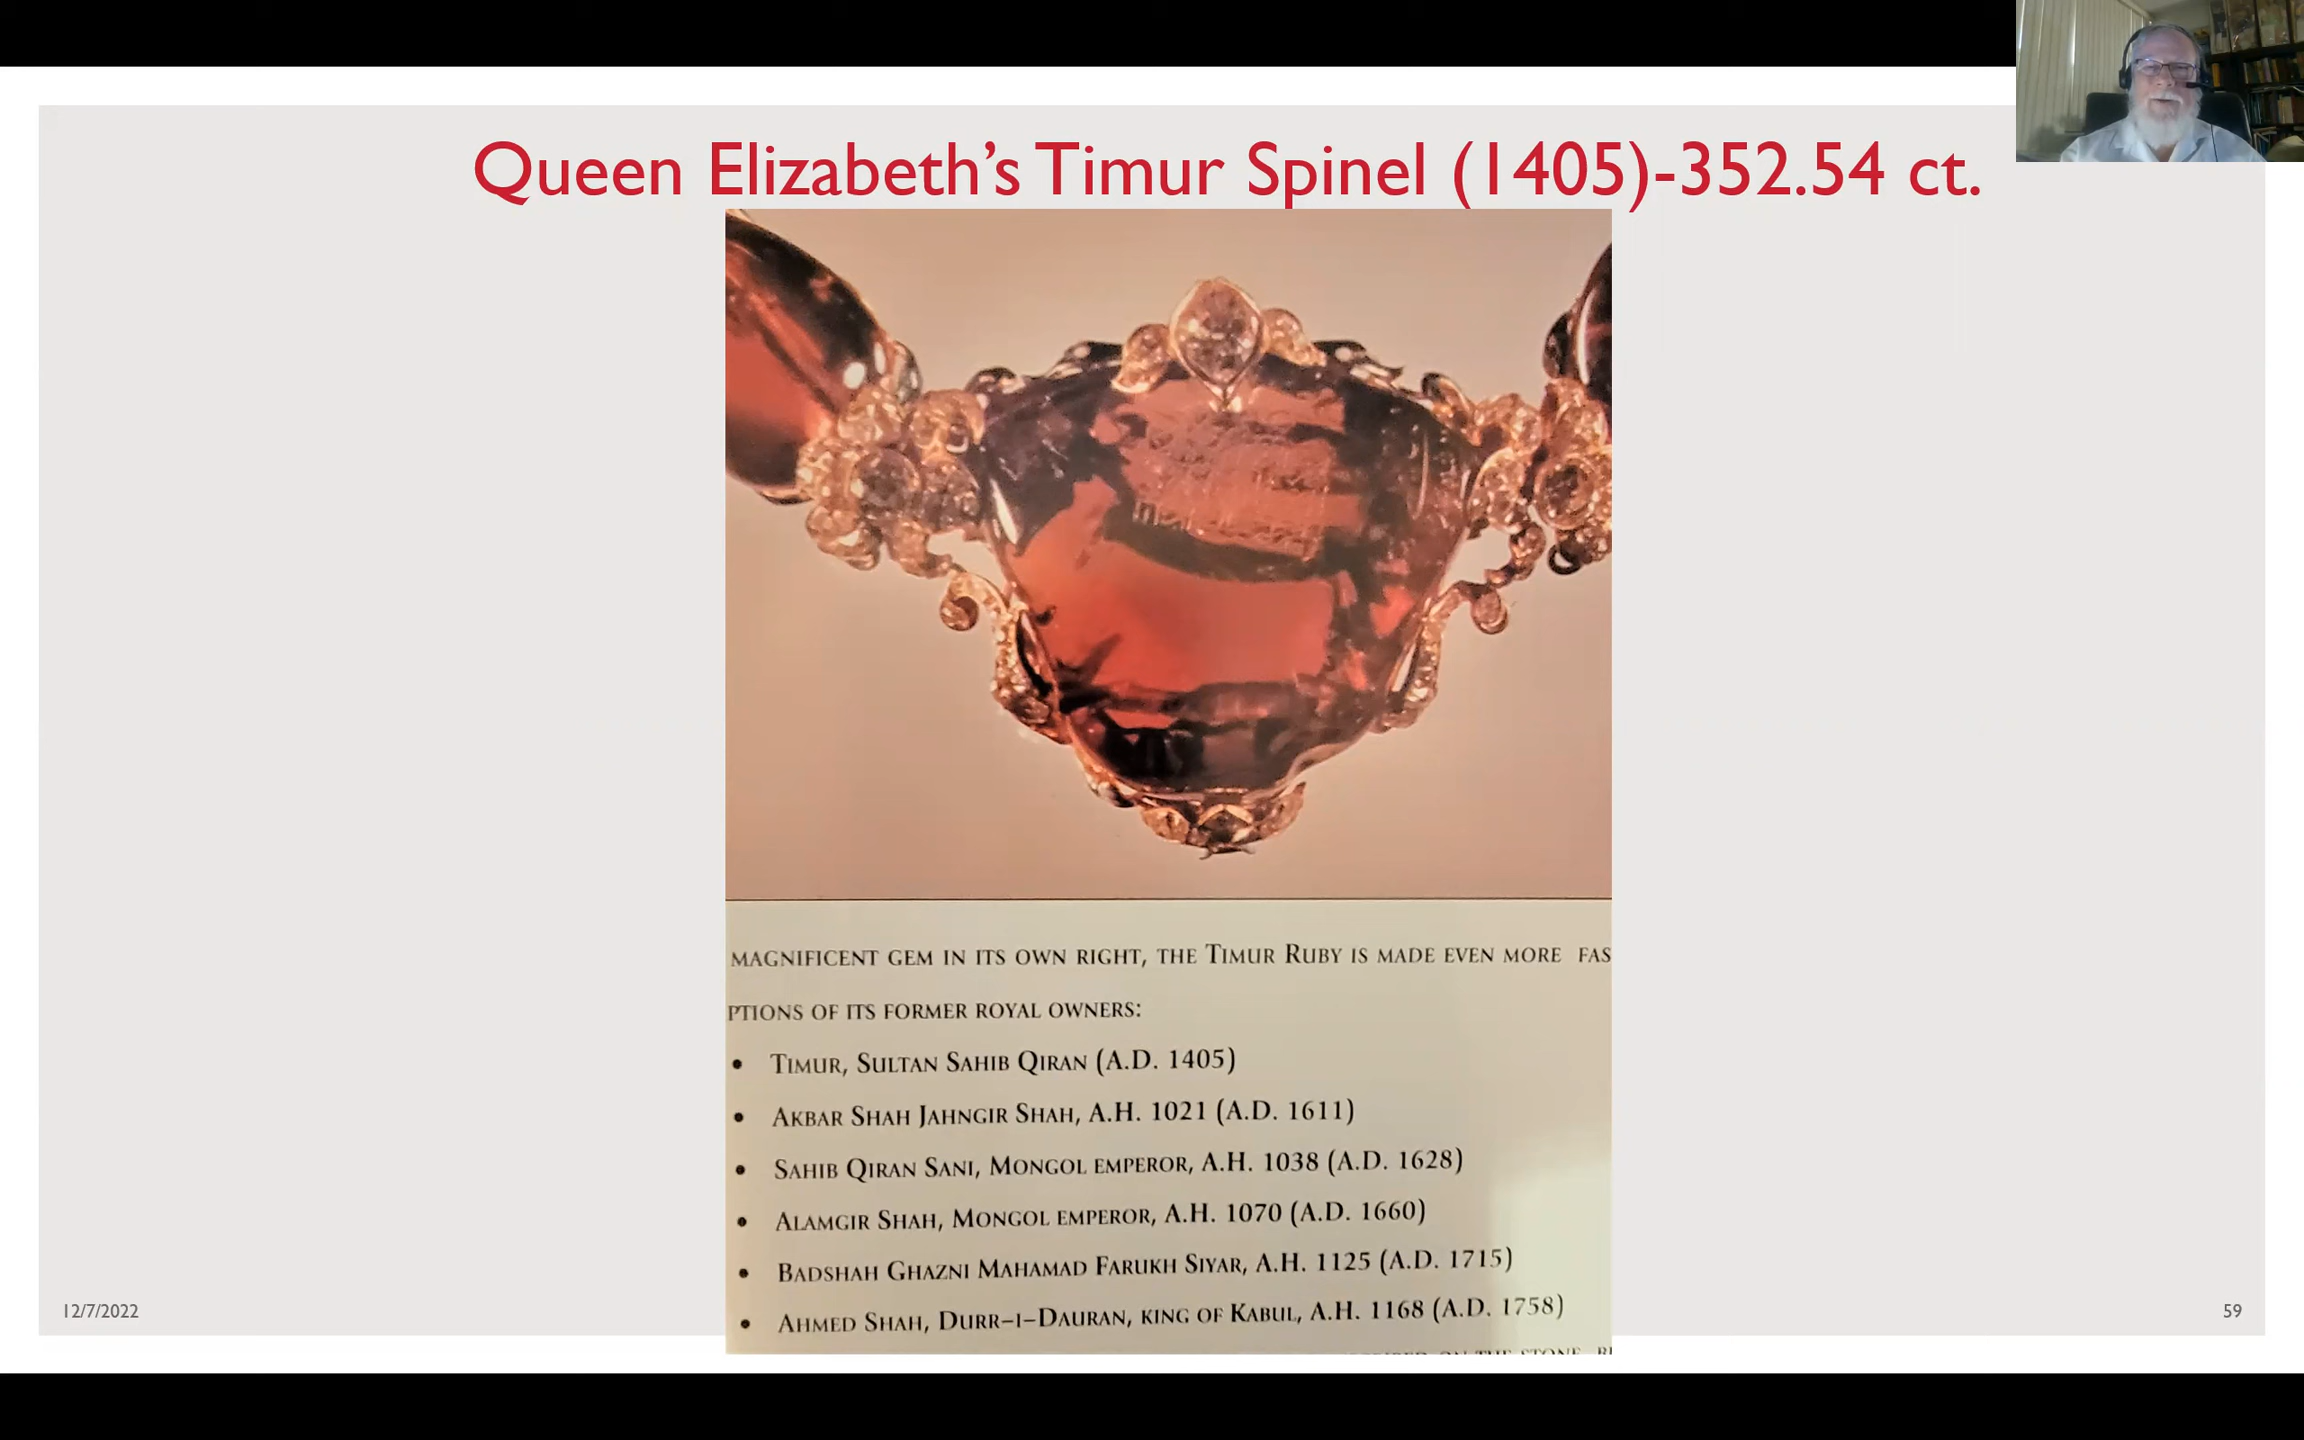 Queen Elizabeth’s Timur Spinel (1405)-352.54 ct.
MAGNIFICENT GEM IN ITS OWN RIGHT, THE TIMUR RUBY IS MADE EVEN MORE FAS
PTIONS OF ITS FORMER ROYAL OWNERS:
• TIMUR, SULTAN SAHIB QIRAN (A.D. 1405)
• AKBAR SHAH JAHNGIR SHAH, A.H. 1021 (A.D. 1611)
• SAHIB QIRAN SANI, MONGOL EMPEROR, A.H. 1038 (A.D. 1628)
• ALAMGIR SHAH, MONGOL EMPEROR, A.H. 1070 (A.D. 1660)
• BADSHAH GHAZNI MAHAMAD FARUKH SIYAR, A.H. 1125 (A.D. 1715)
• AHMED SHAH, DURR-I-DAURAN, KING OF KABUL, A.H. 1168 (A.D. 1758)
ON THE STONE
12/7/2022
59